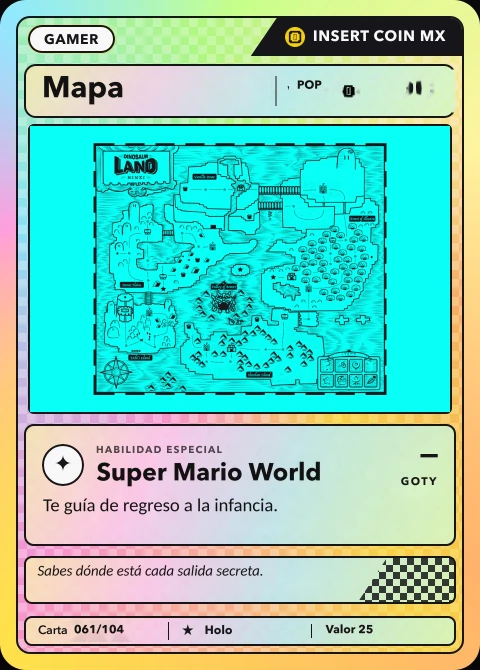 GAMER
INSERT COIN MX
Mapa
POP
DINOSAUR
LAND
HABILIDAD ESPECIAL
Super Mario World
GOTY
Te guía de regreso a la infancia.
Sabes dónde está cada salida secreta.
Carta 061/104
★ Holo
Valor 25